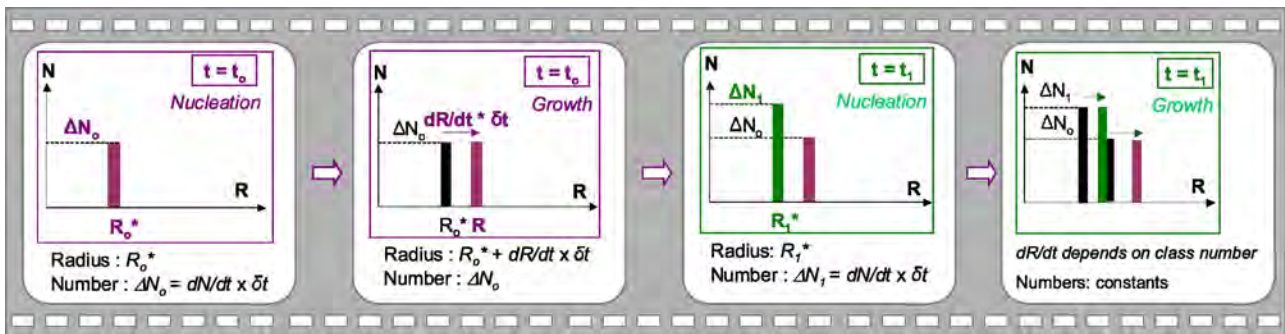 N
t = t₀
Nucleation
ΔN₀
R
R₀*
Radius : R₀*
Number : ΔN₀ = dN/dt x δt
N
t = t₀
Growth
dR/dt * δt
ΔN₀
R
R₀* R
Radius : R₀* + dR/dt x δt
Number : ΔN₀
N
t = t₁
ΔN₁
Nucleation
ΔN₀
R
R₁*
Radius: R₁*
Number : ΔN₁ = dN/dt x δt
N
t = t₁
ΔN₁
Growth
ΔN₀
R
dR/dt depends on class number
Numbers: constants